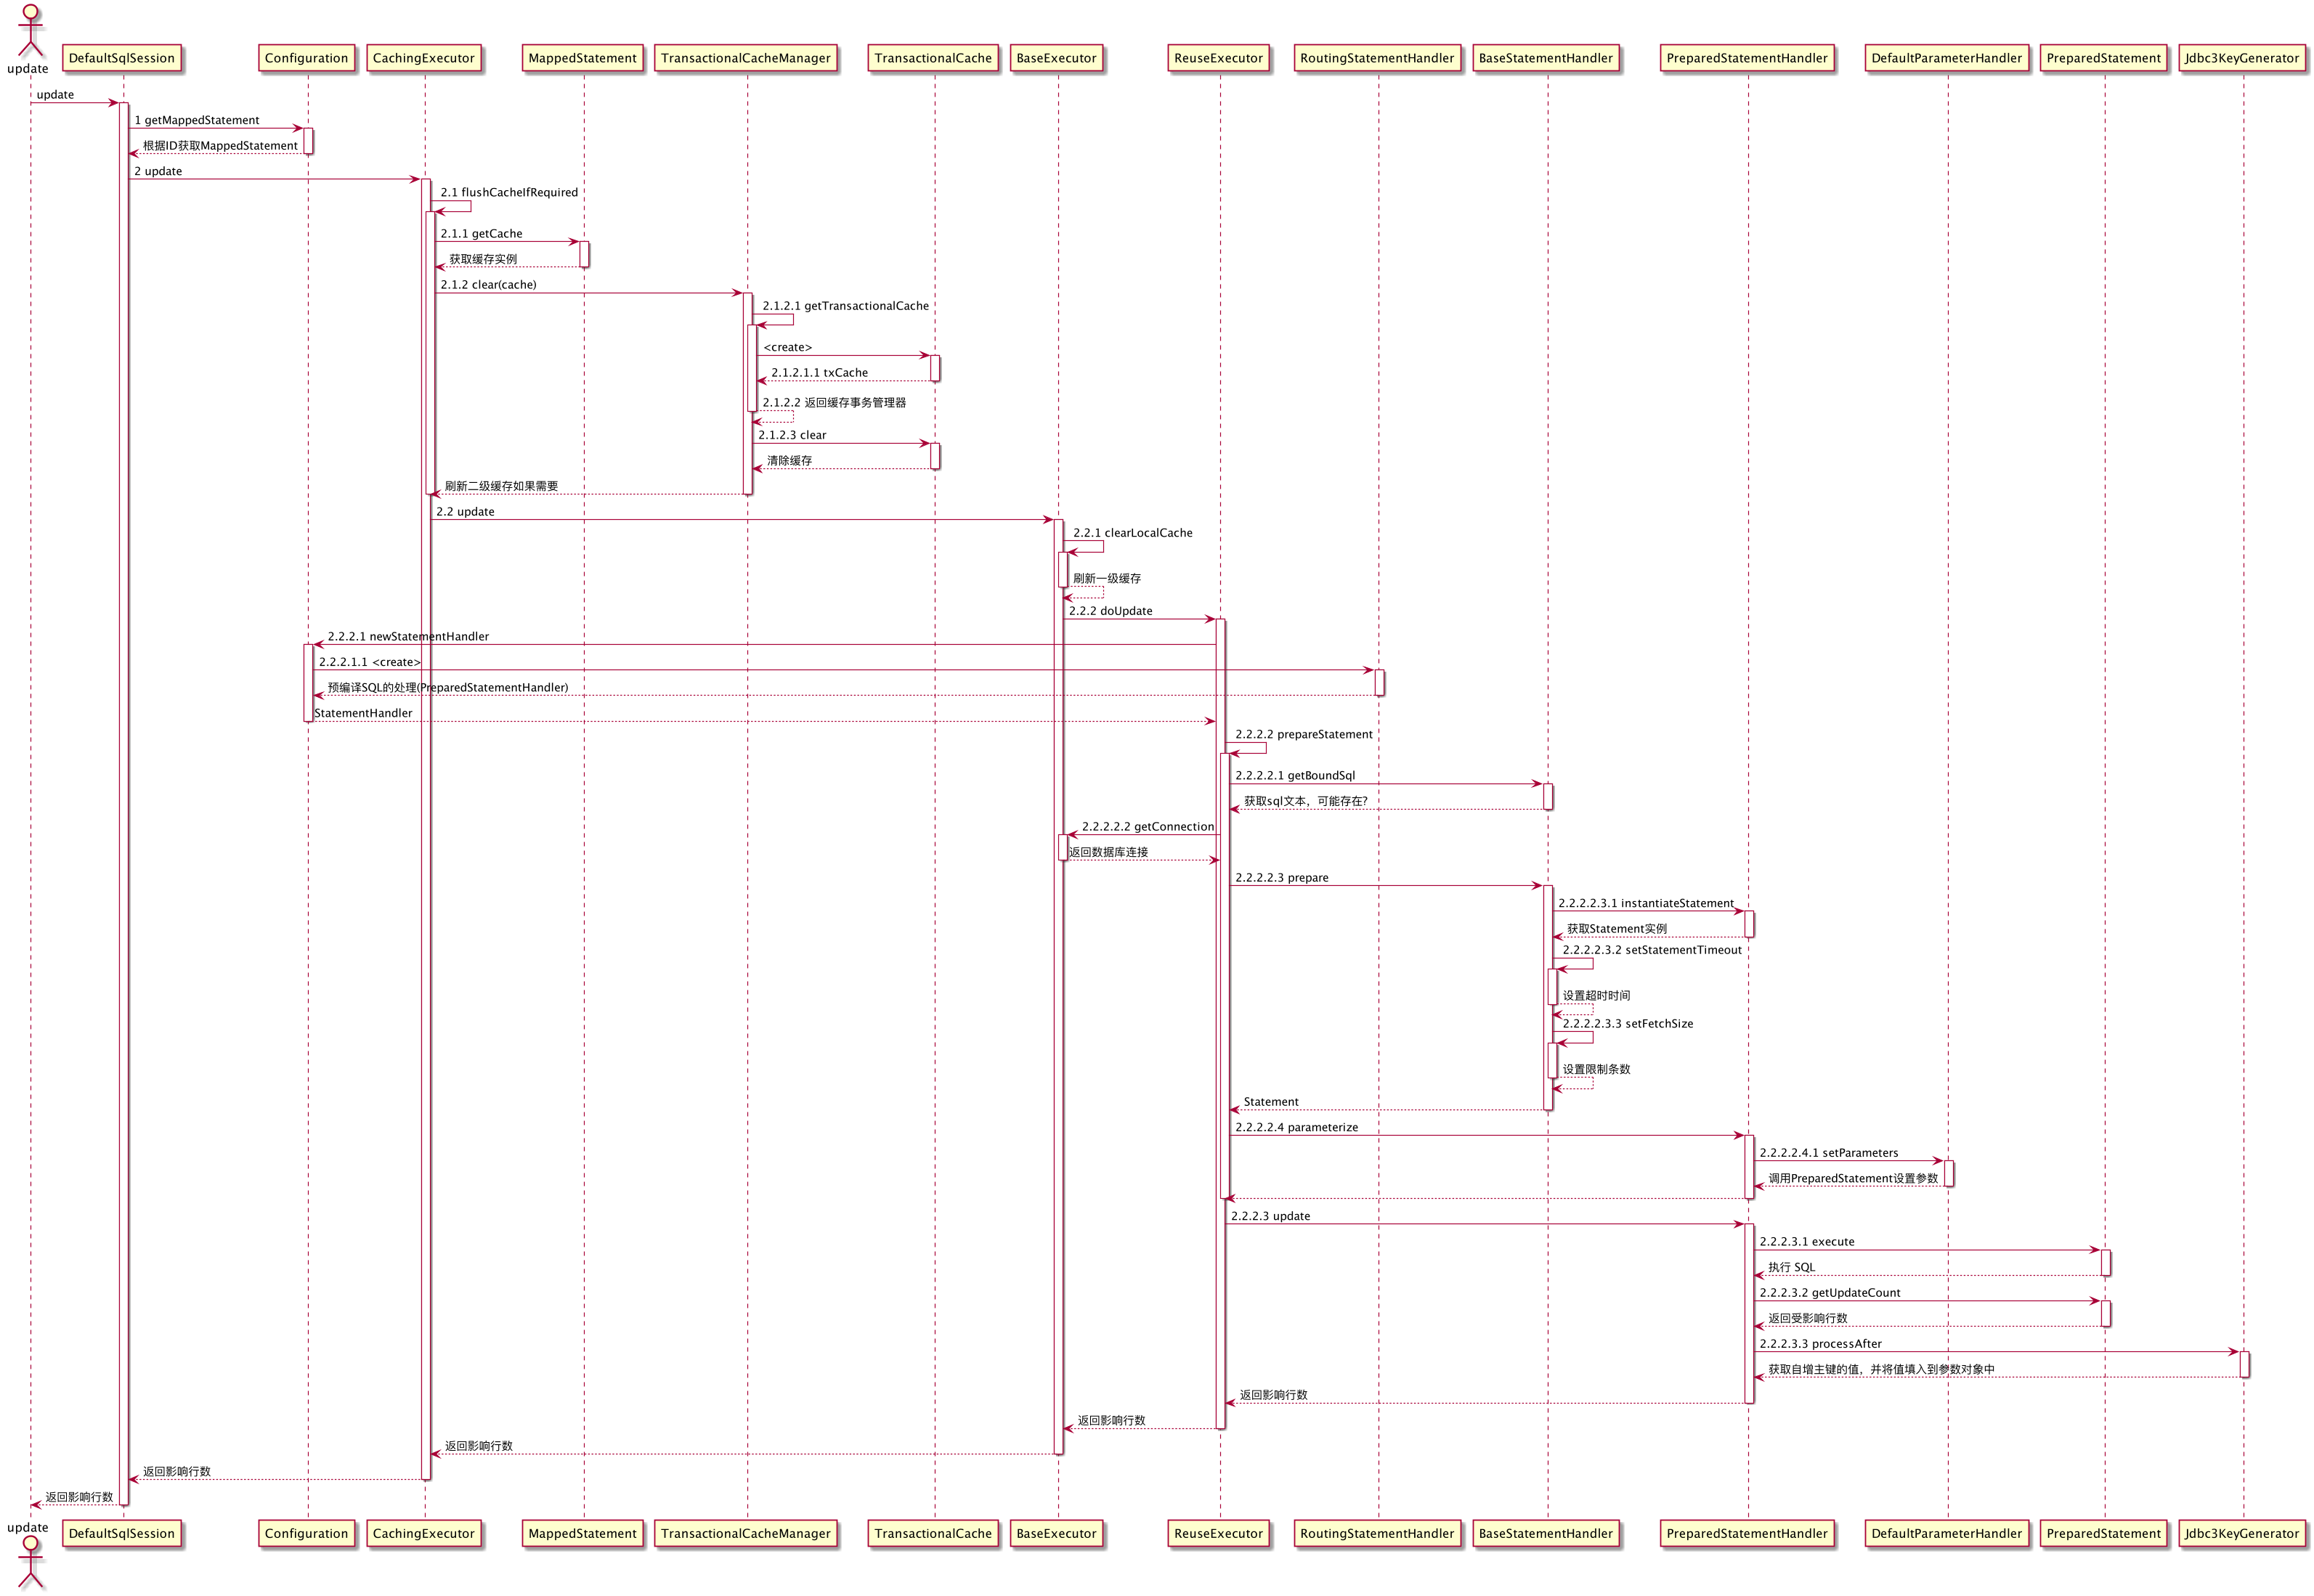 update
DefaultSqlSession
Configuration
CachingExecutor
MappedStatement
TransactionalCacheManager
TransactionalCache
BaseExecutor
ReuseExecutor
RoutingStatementHandler
BaseStatementHandler
PreparedStatementHandler
DefaultParameterHandler
PreparedStatement
Jdbc3KeyGenerator
update
1 getMappedStatement
根据ID获取MappedStatement
2 update
2.1 flushCacheIfRequired
2.1.1 getCache
获取缓存实例
2.1.2 clear(cache)
2.1.2.1 getTransactionalCache
<create>
2.1.2.1.1 txCache
2.1.2.2 返回缓存事务管理器
2.1.2.3 clear
清除缓存
刷新二级缓存如果需要
2.2 update
2.2.1 clearLocalCache
刷新一级缓存
2.2.2 doUpdate
2.2.2.1 newStatementHandler
2.2.2.1.1 <create>
预编译SQL的处理(PreparedStatementHandler)
StatementHandler
2.2.2.2 prepareStatement
2.2.2.2.1 getBoundSql
获取sql文本，可能存在?
2.2.2.2.2 getConnection
返回数据库连接
2.2.2.2.3 prepare
2.2.2.2.3.1 instantiateStatement
获取Statement实例
2.2.2.2.3.2 setStatementTimeout
设置超时时间
2.2.2.2.3.3 setFetchSize
设置限制条数
Statement
2.2.2.2.4 parameterize
2.2.2.2.4.1 setParameters
调用PreparedStatement设置参数
2.2.2.3 update
2.2.2.3.1 execute
执行 SQL
2.2.2.3.2 getUpdateCount
返回受影响行数
2.2.2.3.3 processAfter
获取自增主键的值，并将值填入到参数对象中
返回影响行数
返回影响行数
返回影响行数
返回影响行数
返回影响行数
update
DefaultSqlSession
Configuration
CachingExecutor
MappedStatement
TransactionalCacheManager
TransactionalCache
BaseExecutor
ReuseExecutor
RoutingStatementHandler
BaseStatementHandler
PreparedStatementHandler
DefaultParameterHandler
PreparedStatement
Jdbc3KeyGenerator